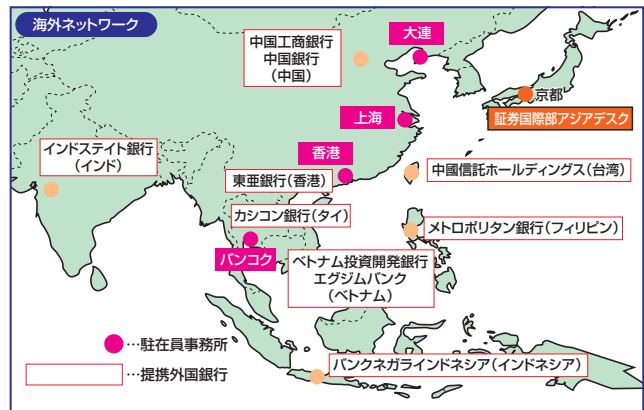 海外ネットワーク
中国工商銀行
中国銀行
(中国)
大連
京都
証券国際部アジアデスク
上海
インドステイト銀行
(インド)
香港
東亜銀行(香港)
中國信託ホールディングス(台湾)
カシコン銀行(タイ)
メトロポリタン銀行(フィリピン)
バンコク
ベトナム投資開発銀行
エグジムバンク
(ベトナム)
…駐在員事務所
…提携外国銀行
バンクネガラインドネシア(インドネシア)